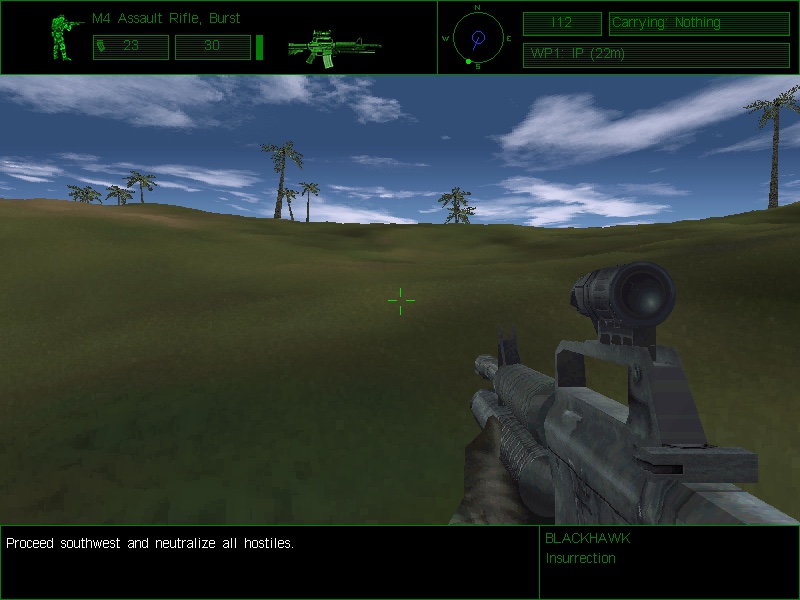 M4 Assault Rifle, Burst
23
30
N
W
E
S
I12
Carrying: Nothing
WP1: IP (22m)
Proceed southwest and neutralize all hostiles.
BLACKHAWK
Insurrection